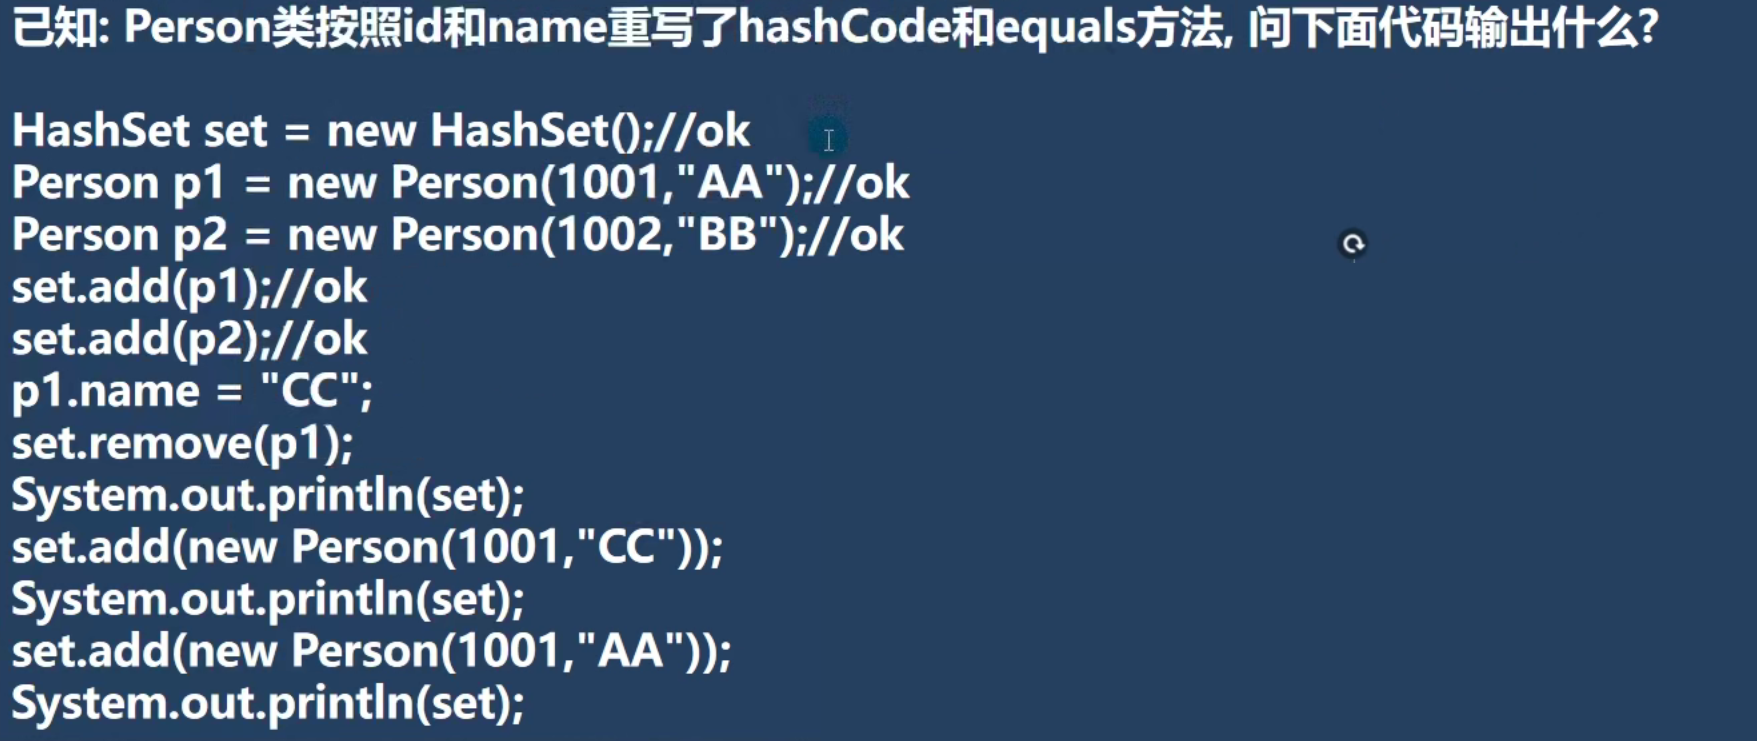 已知: Person类按照id和name重写了hashCode和equals方法, 问下面代码输出什么?
HashSet set = new HashSet();//ok
Person p1 = new Person(1001,"AA");//ok
Person p2 = new Person(1002,"BB");//ok
set.add(p1);//ok
set.add(p2);//ok
p1.name = "CC";
set.remove(p1);
System.out.println(set);
set.add(new Person(1001,"CC"));
System.out.println(set);
set.add(new Person(1001,"AA"));
System.out.println(set);